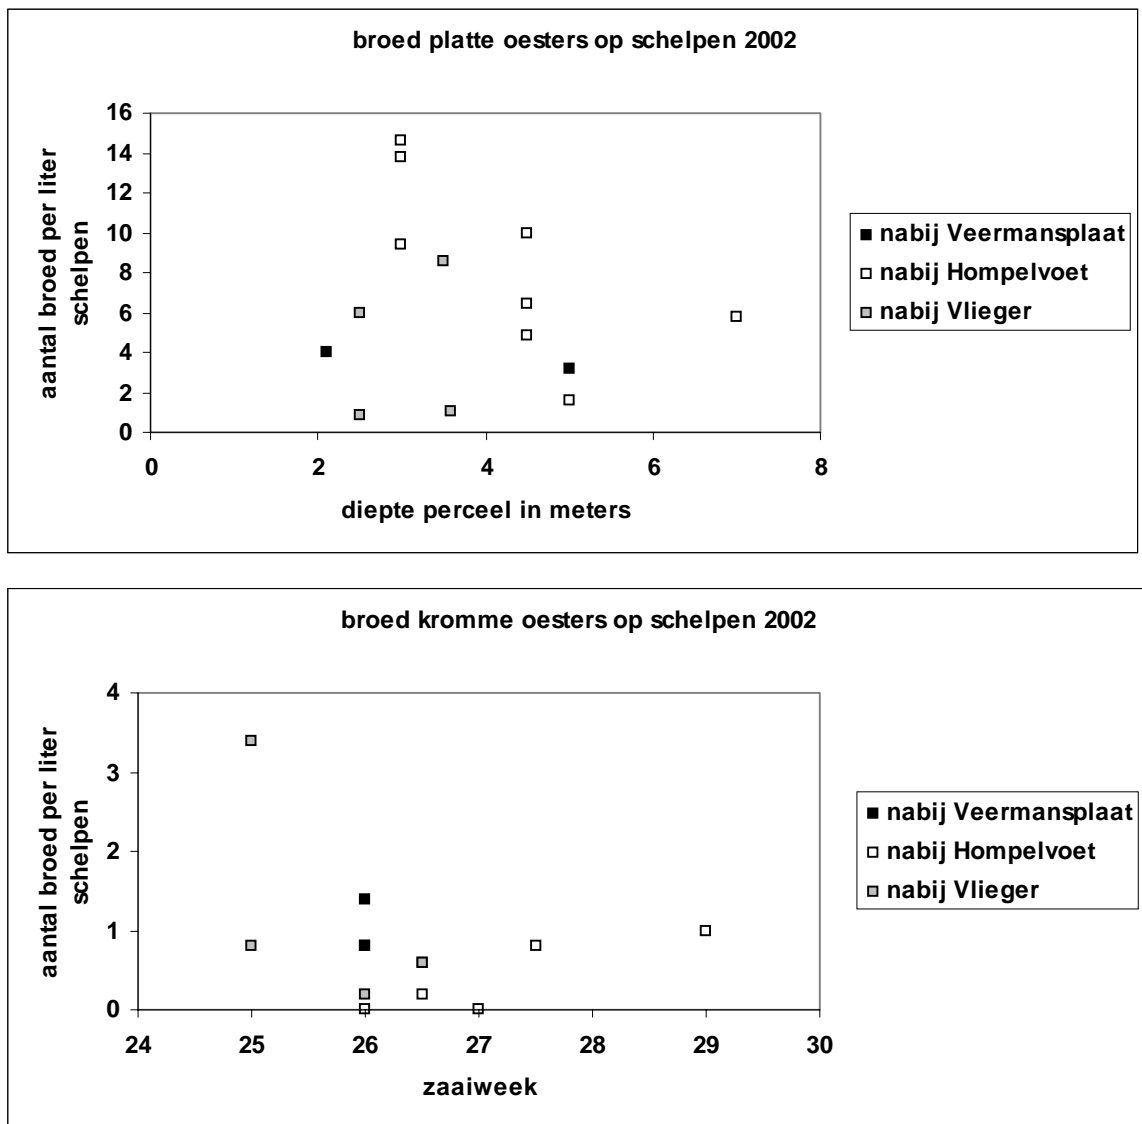 broed platte oesters op schelpen 2002
aantal broed per liter
schelpen
16
14
12
10
8
6
4
2
0
0 2 4 6 8
diepte perceel in meters
nabij Veermansplaat
nabij Hompelvoet
nabij Vlieger
broed kromme oesters op schelpen 2002
aantal broed per liter
schelpen
4
3
2
1
0
24 25 26 27 28 29 30
zaaiweek
nabij Veermansplaat
nabij Hompelvoet
nabij Vlieger